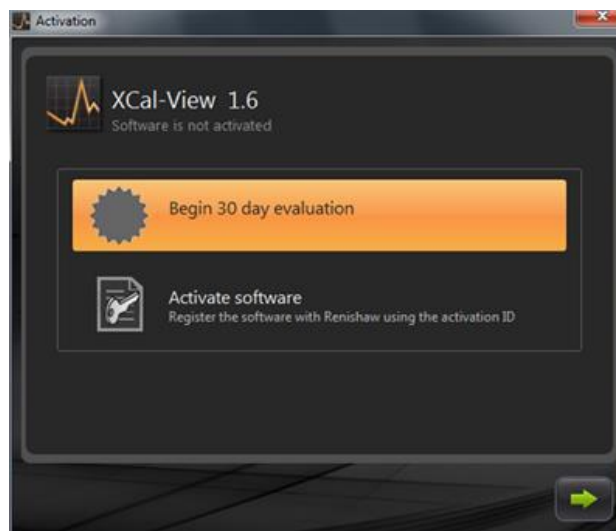 Activation
XCal-View 1.6
Software is not activated
Begin 30 day evaluation
Activate software
Register the software with Renishaw using the activation ID